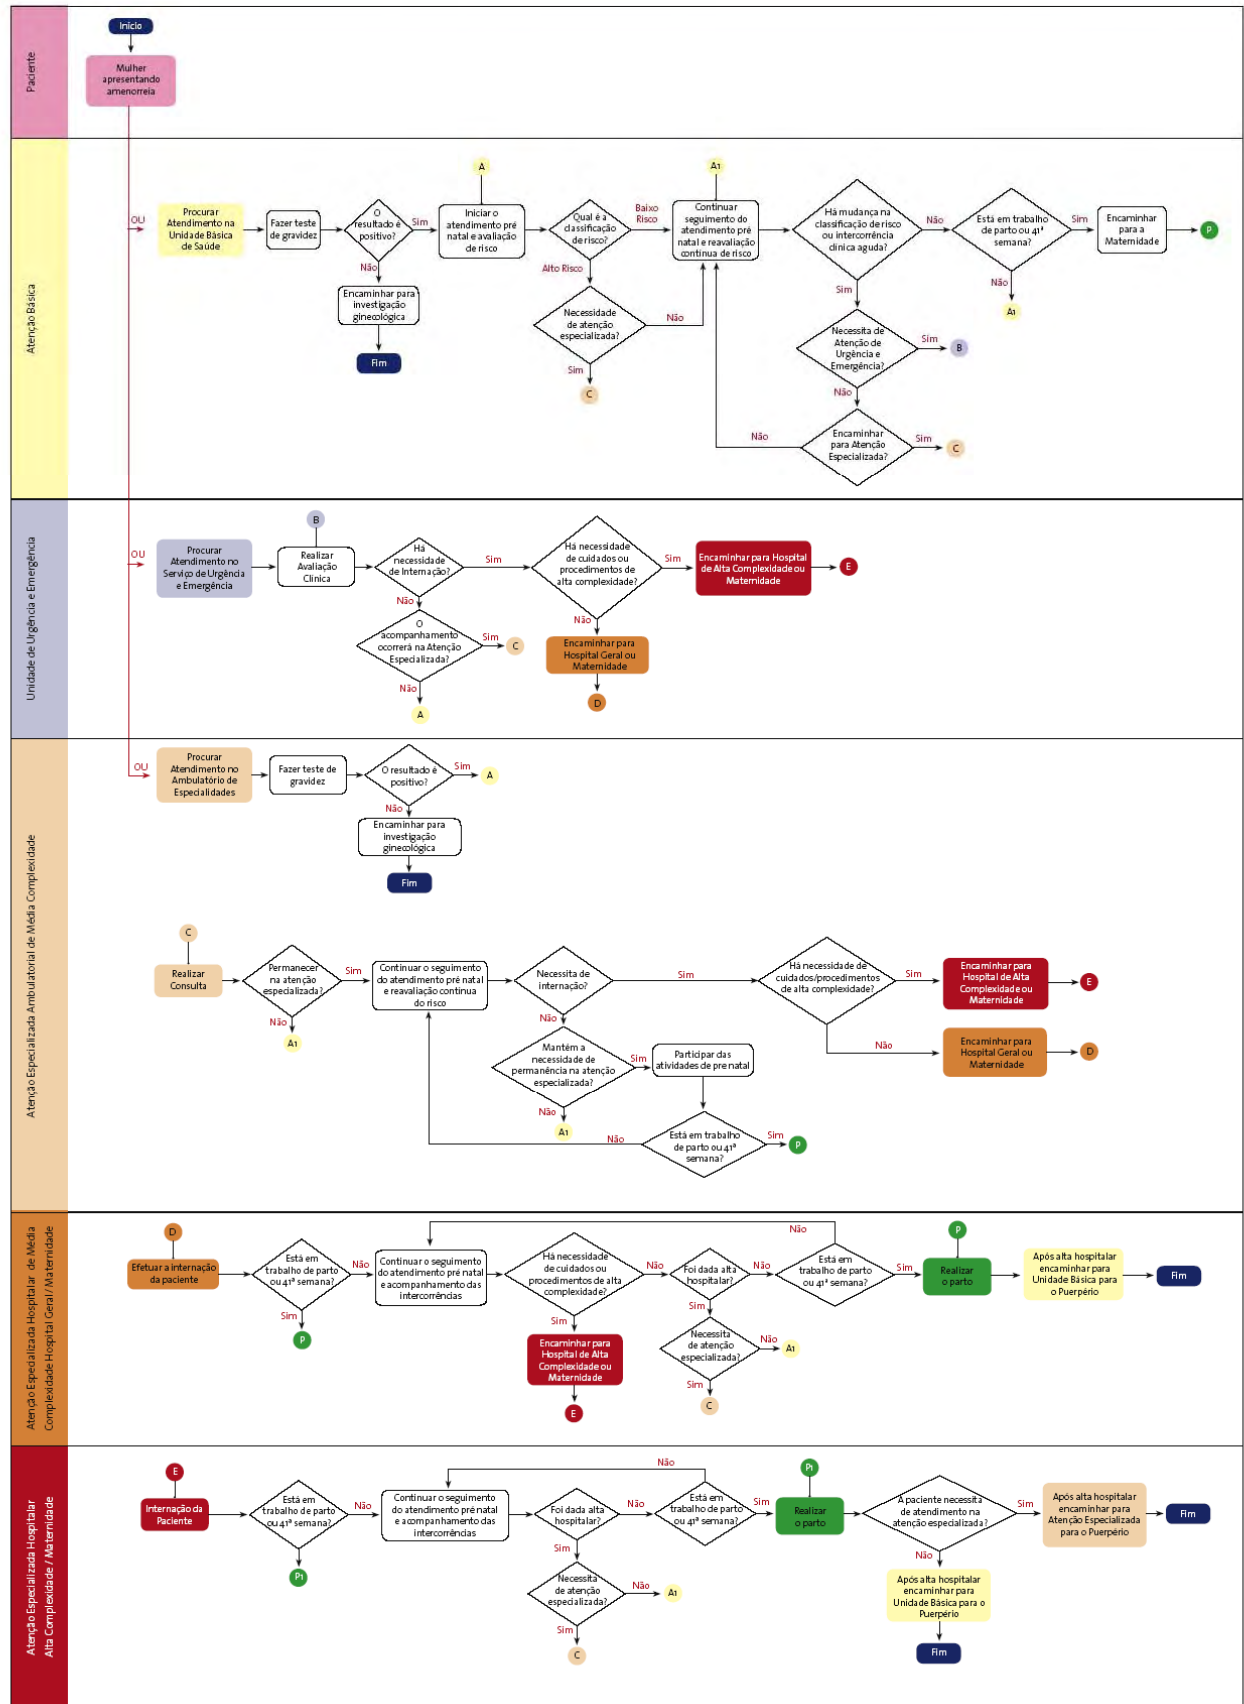 Paciente
Início
Mulher
apresentando
amenorreia
Atenção Básica
OU
Procurar
Atendimento na
Unidade Básica
de Saúde
Fazer teste
de gravidez
O
resultado é
positivo?
Sim
Não
Encaminhar para
investigação
ginecológica
Fim
A
Iniciar o
atendimento pré
natal e avaliação
de risco
Qual é a
classificação
de risco?
Baixo
Risco
Alto Risco
Necessidade
de atenção
especializada?
Não
Sim
C
A1
Continuar
seguimento do
atendimento pré
natal e reavaliação
contínua de risco
Há mudança na
classificação de risco
ou intercorrência
clínica aguda?
Não
Sim
Está em trabalho
de parto ou 41ª
semana?
Sim
Encaminhar
para a
Maternidade
P
Não
A1
Necessita de
Atenção de
Urgência e
Emergência?
Sim
B
Não
Encaminhar
para Atenção
Especializada?
Não
Sim
C
Unidade de Urgência e Emergência
OU
Procurar
Atendimento no
Serviço de Urgência
e Emergência
B
Realizar
Avaliação
Clínica
Há
necessidade
de Internação?
Sim
Não
O
acompanhamento
ocorrerá na Atenção
Especializada?
Sim
C
Não
A
Há necessidade
de cuidados ou
procedimentos de
alta complexidade?
Sim
Encaminhar para Hospital
de Alta Complexidade ou
Maternidade
E
Não
Encaminhar para
Hospital Geral ou
Maternidade
D
Atenção Especializada Ambulatorial de Média Complexidade
OU
Procurar
Atendimento no
Ambulatório de
Especialidades
Fazer teste de
gravidez
O resultado é
positivo?
Sim
A
Não
Encaminhar para
investigação
ginecológica
Fim
C
Realizar
Consulta
Permanecer
na atenção
especializada?
Sim
Não
A1
Continuar o seguimento
do atendimento pré natal
e reavaliação contínua
do risco
Necessita de
internação?
Sim
Não
Há necessidade de
cuidados/procedimentos
de alta complexidade?
Sim
Encaminhar para
Hospital de Alta
Complexidade ou
Maternidade
E
Não
Encaminhar para
Hospital Geral ou
Maternidade
D
Mantém a
necessidade de
permanência na atenção
especializada?
Sim
Participar das
atividades de pre natal
Não
A1
Está em trabalho
de parto ou 41ª
semana?
Não
Sim
P
Atenção Especializada Hospitalar de Média
Complexidade Hospital Geral/Maternidade
D
Efetuar a internação
da paciente
Está em
trabalho de parto
ou 41ª semana?
Não
Sim
P
Continuar o seguimento
do atendimento pré natal
e acompanhamento das
intercorrências
Há necessidade
de cuidados ou
procedimentos de alta
complexidade?
Não
Sim
Encaminhar para
Hospital de Alta
Complexidade ou
Maternidade
E
Foi dada alta
hospitalar?
Não
Sim
Necessita
de atenção
especializada?
Não
A1
Sim
C
Não
Está em
trabalho de parto
ou 41ª semana?
Sim
P
Realizar
o parto
Após alta hospitalar
encaminhar para
Unidade Básica para
o Puerpério
Fim
Atenção Especializada Hospitalar
Alta Complexidade / Maternidade
E
Internação da
Paciente
Está em
trabalho de parto
ou 41ª semana?
Não
P1
Continuar o seguimento
do atendimento pré natal
e acompanhamento das
intercorrências
Foi dada alta
hospitalar?
Não
Sim
Necessita
de atenção
especializada?
Não
A1
Sim
C
Não
Está em
trabalho de parto
ou 41ª semana?
Sim
P1
Realizar
o parto
A paciente necessita
de atendimento na
atenção especializada?
Sim
Após alta hospitalar
encaminhar para
Atenção Especializada
para o Puerpério
Fim
Não
Após alta hospitalar
encaminhar para
Unidade Básica para o
Puerpério
Fim